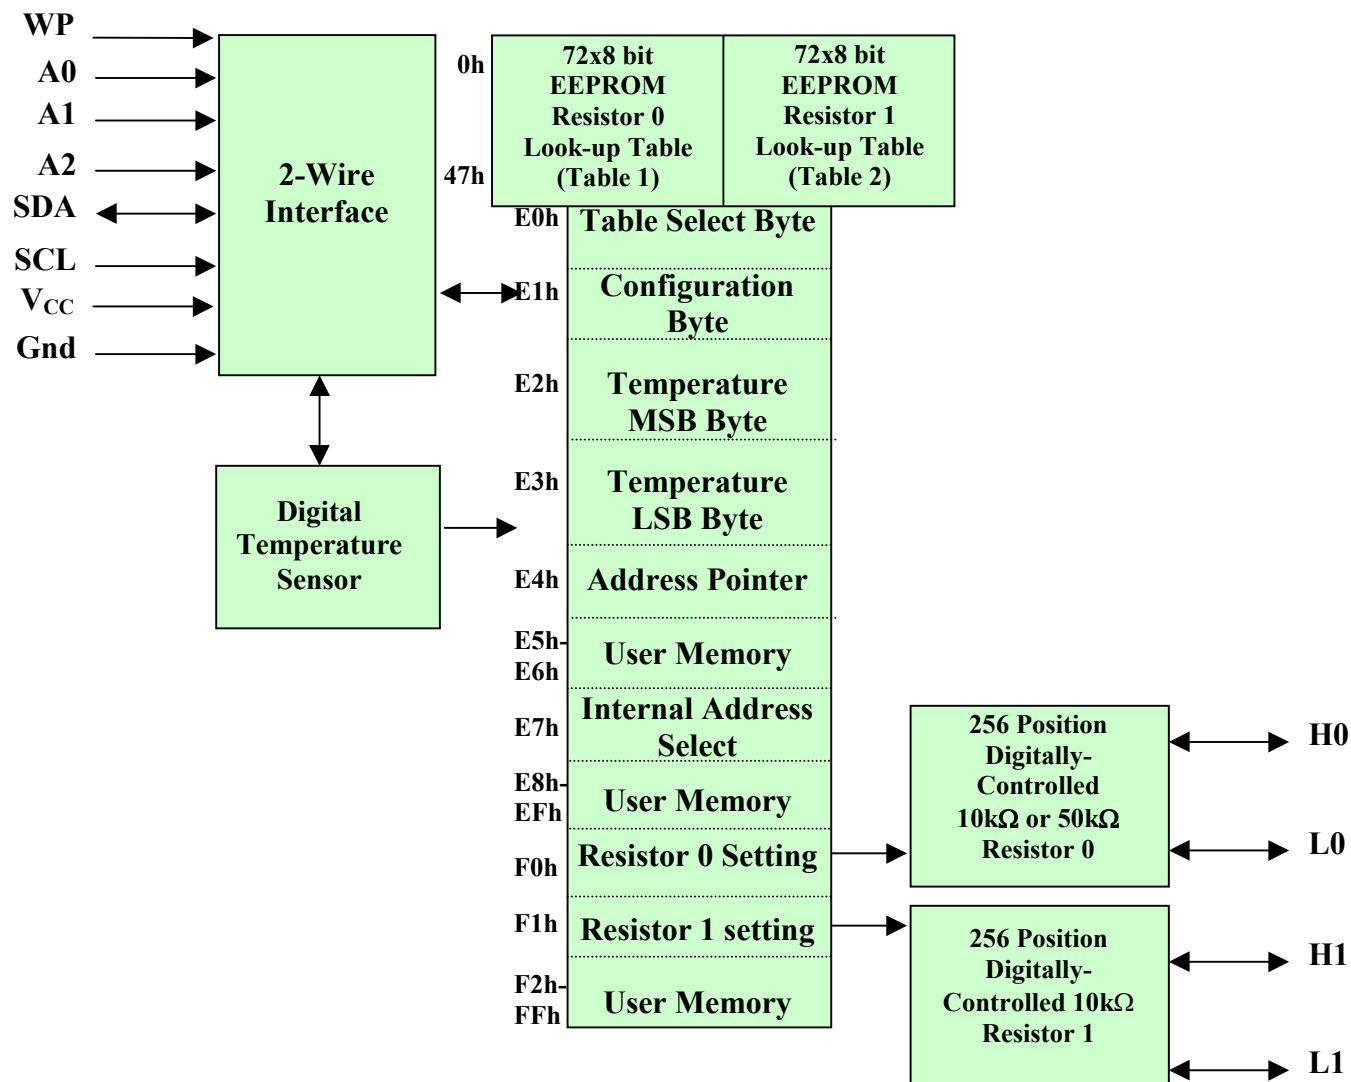 WP
A0
A1
A2
SDA
SCL
VCC
Gnd
2-Wire
Interface
Digital
Temperature
Sensor
0h
47h
72x8 bit
EEPROM
Resistor 0
Look-up Table
(Table 1)
72x8 bit
EEPROM
Resistor 1
Look-up Table
(Table 2)
E0h
Table Select Byte
E1h
Configuration
Byte
E2h
Temperature
MSB Byte
E3h
Temperature
LSB Byte
E4h
Address Pointer
E5h-
E6h
User Memory
E7h
Internal Address
Select
E8h-
EFh
User Memory
F0h
Resistor 0 Setting
F1h
Resistor 1 setting
F2h-
FFh
User Memory
256 Position
Digitally-
Controlled
10kΩ or 50kΩ
Resistor 0
H0
L0
256 Position
Digitally-
Controlled 10kΩ
Resistor 1
H1
L1